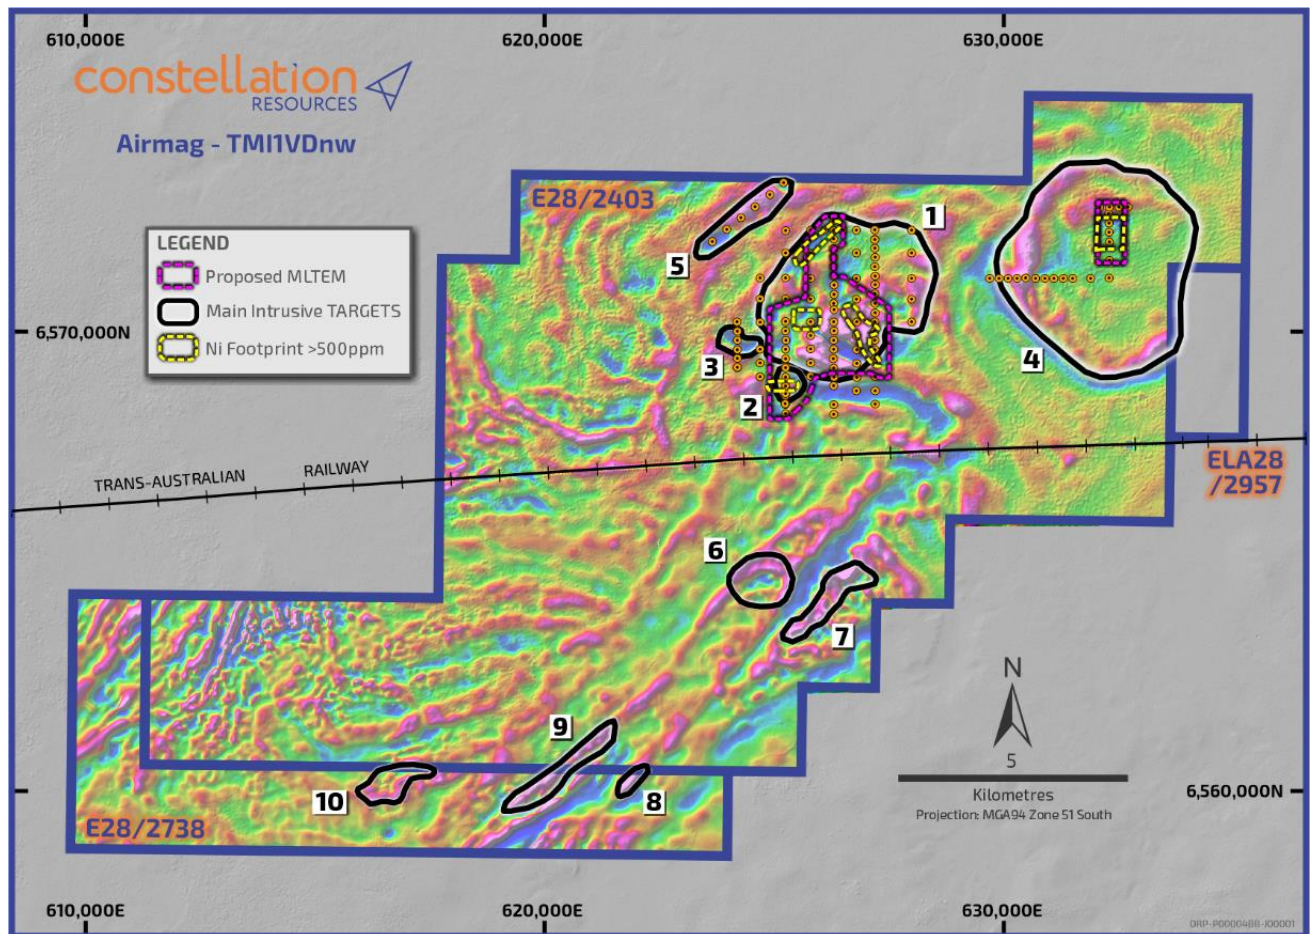 610,000E
620,000E
630,000E
constellation
RESOURCES
Airmag - TMI1VDnw
E28/2403
LEGEND
Proposed MLTEM
Main Intrusive TARGETS
Ni Footprint >500ppm
1
5
6,570,000N
3
4
2
TRANS-AUSTRALIAN RAILWAY
ELA28
/2957
6
7
N
9
5
Kilometres
Projection: MGA94 Zone 51 South
10
8
6,560,000N
E28/2738
610,000E
620,000E
630,000E